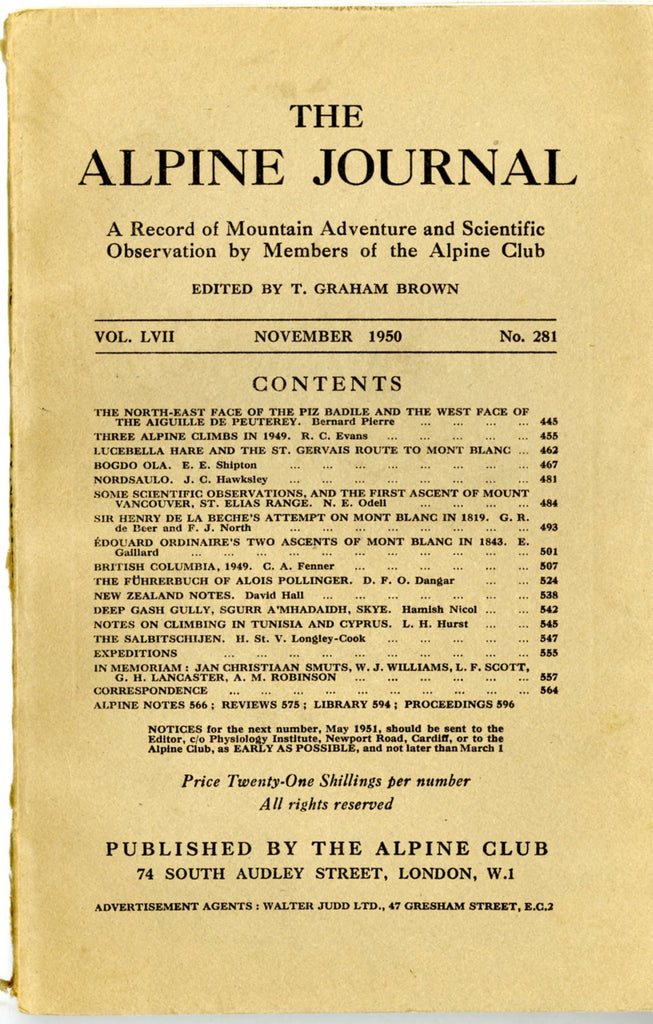 THE
ALPINE JOURNAL
A Record of Mountain Adventure and Scientific
Observation by Members of the Alpine Club
EDITED BY T. GRAHAM BROWN
VOL. LVII NOVEMBER 1950 No. 281
CONTENTS
THE NORTH-EAST FACE OF THE PIZ BADILE AND THE WEST FACE OF
THE AIGUILLE DE PEUTEREY. Bernard Pierre ... ... ... ... 445
THREE ALPINE CLIMBS IN 1949. R. C. Evans ... ... ... ... 455
LUCEBELLA HARE AND THE ST. GERVAIS ROUTE TO MONT BLANC ... 462
BOGDO OLA. E. E. Shipton ... ... ... ... ... ... ... 467
NORDSAULO. J. C. Hawksley ... ... ... ... ... ... ... 481
SOME SCIENTIFIC OBSERVATIONS, AND THE FIRST ASCENT OF MOUNT
VANCOUVER, ST. ELIAS RANGE. N. E. Odell ... ... ... 484
SIR HENRY DE LA BECHE'S ATTEMPT ON MONT BLANC IN 1819. G. R.
de Beer and F. J. North ... ... ... ... ... ... ... 493
ÉDOUARD ORDINAIRE'S TWO ASCENTS OF MONT BLANC IN 1843. E.
Gaillard ... ... ... ... ... ... ... ... ... 501
BRITISH COLUMBIA, 1949. C. A. Fenner ... ... ... ... ... 507
THE FÜHRERBUCH OF ALOIS POLLINGER. D. F. O. Dangar ... ... 524
NEW ZEALAND NOTES. David Hall ... ... ... ... ... ... 538
DEEP GASH GULLY, SGURR A'MHADAIDH, SKYE. Hamish Nicol ... ... 542
NOTES ON CLIMBING IN TUNISIA AND CYPRUS. L. H. Hurst ... ... 545
THE SALBITSCHIJEN. H. St. V. Longley-Cook ... ... ... ... 547
EXPEDITIONS ... ... ... ... ... ... ... ... 555
IN MEMORIAM : JAN CHRISTIAAN SMUTS, W. J. WILLIAMS, L. F. SCOTT,
G. H. LANCASTER, A. M. ROBINSON ... ... ... ... ... 557
CORRESPONDENCE ... ... ... ... ... ... ... ... 564
ALPINE NOTES 566 ; REVIEWS 575 ; LIBRARY 594 ; PROCEEDINGS 596
NOTICES for the next number, May 1951, should be sent to the
Editor, c/o Physiology Institute, Newport Road, Cardiff, or to the
Alpine Club, as EARLY AS POSSIBLE, and not later than March 1
Price Twenty-One Shillings per number
All rights reserved
PUBLISHED BY THE ALPINE CLUB
74 SOUTH AUDLEY STREET, LONDON, W.1
ADVERTISEMENT AGENTS : WALTER JUDD LTD., 47 GRESHAM STREET, E.C.2